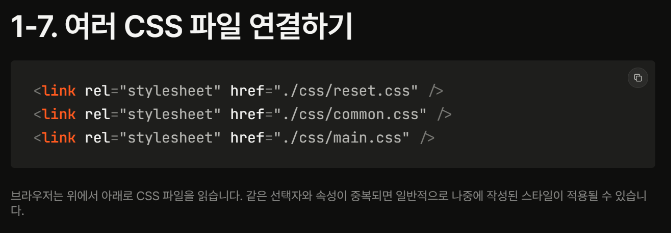 1-7. 여러 CSS 파일 연결하기
<link rel="stylesheet" href="./css/reset.css" />
<link rel="stylesheet" href="./css/common.css" />
<link rel="stylesheet" href="./css/main.css" />
브라우저는 위에서 아래로 CSS 파일을 읽습니다. 같은 선택자와 속성이 중복되면 일반적으로 나중에 작성된 스타일이 적용될 수 있습니
다.